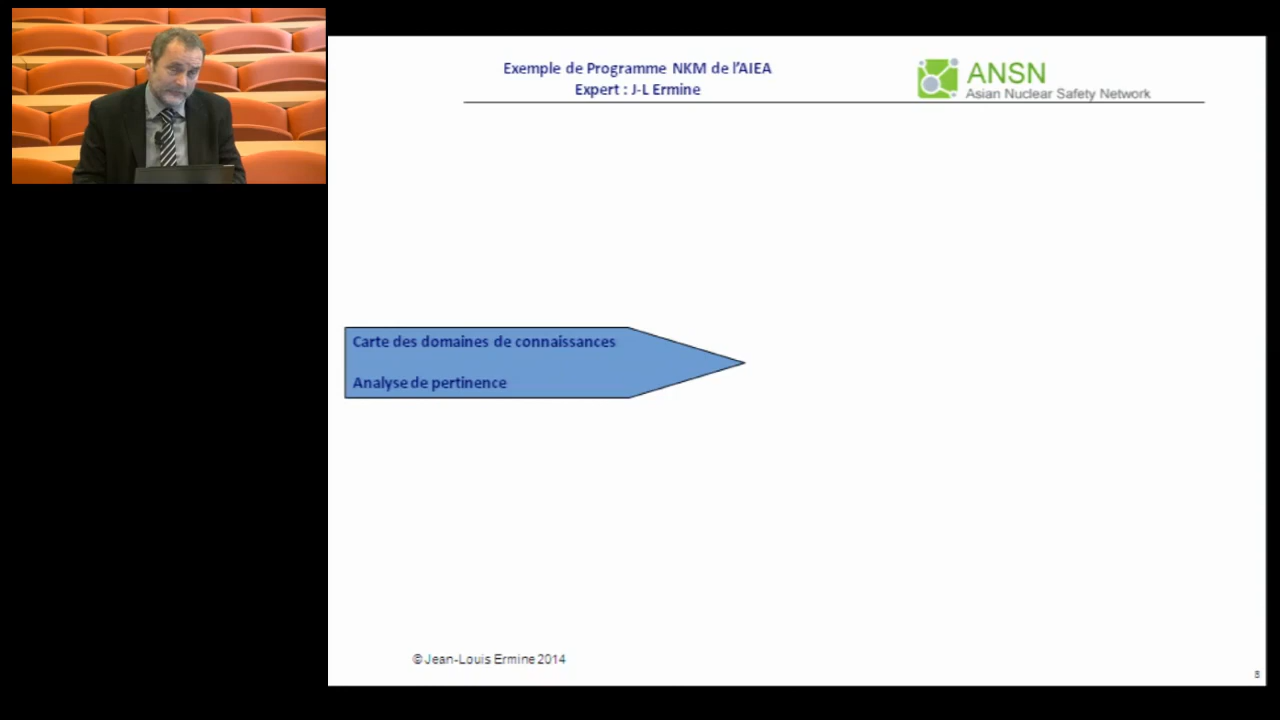 Exemple de Programme NKM de l'AIEA
Expert : J-L Ermine
ANSN
Asian Nuclear Safety Network
Carte des domaines de connaissances
Analyse de pertinence
© Jean-Louis Ermine 2014
8